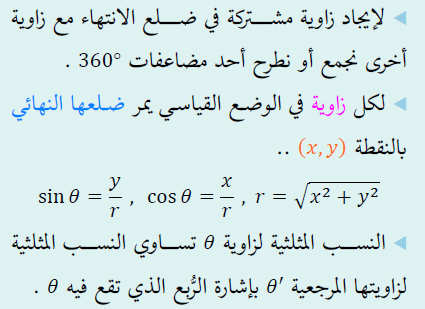 ◄ لإيجاد زاوية مشتركة في ضلع الانتهاء مع زاوية
أخرى نجمع أو نطرح أحد مضاعفات 360° .
◄ لكل زاوية في الوضع القياسي يمر ضلعها النهائي
بالنقطة (x, y) ..
sin θ = y/r , cos θ = x/r , r = √(x² + y²)
◄ النسب المثلثية لزاوية θ تساوي النسب المثلثية
لزاويتها المرجعية θ′ بإشارة الرُّبع الذي تقع فيه θ .